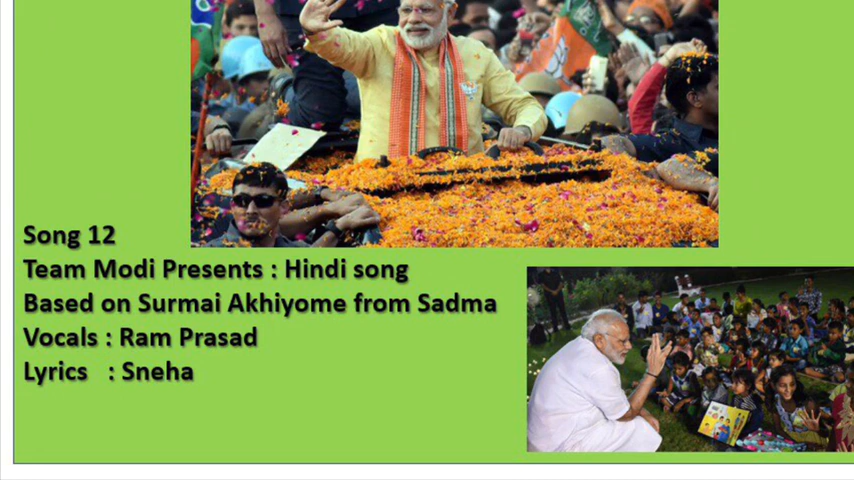 Song 12
Team Modi Presents : Hindi song
Based on Surmai Akhiyome from Sadma
Vocals : Ram Prasad
Lyrics : Sneha